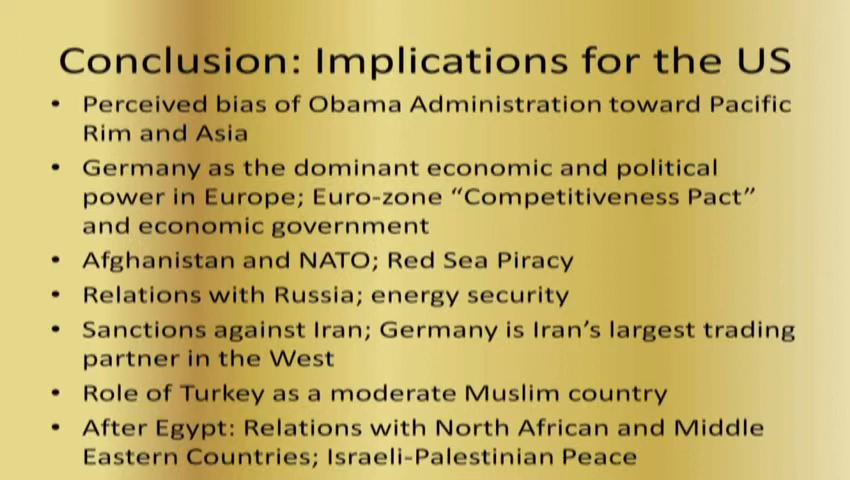 Conclusion: Implications for the US
• Perceived bias of Obama Administration toward Pacific
Rim and Asia
• Germany as the dominant economic and political
power in Europe; Euro-zone “Competitiveness Pact”
and economic government
• Afghanistan and NATO; Red Sea Piracy
• Relations with Russia; energy security
• Sanctions against Iran; Germany is Iran’s largest trading
partner in the West
• Role of Turkey as a moderate Muslim country
• After Egypt: Relations with North African and Middle
Eastern Countries; Israeli-Palestinian Peace